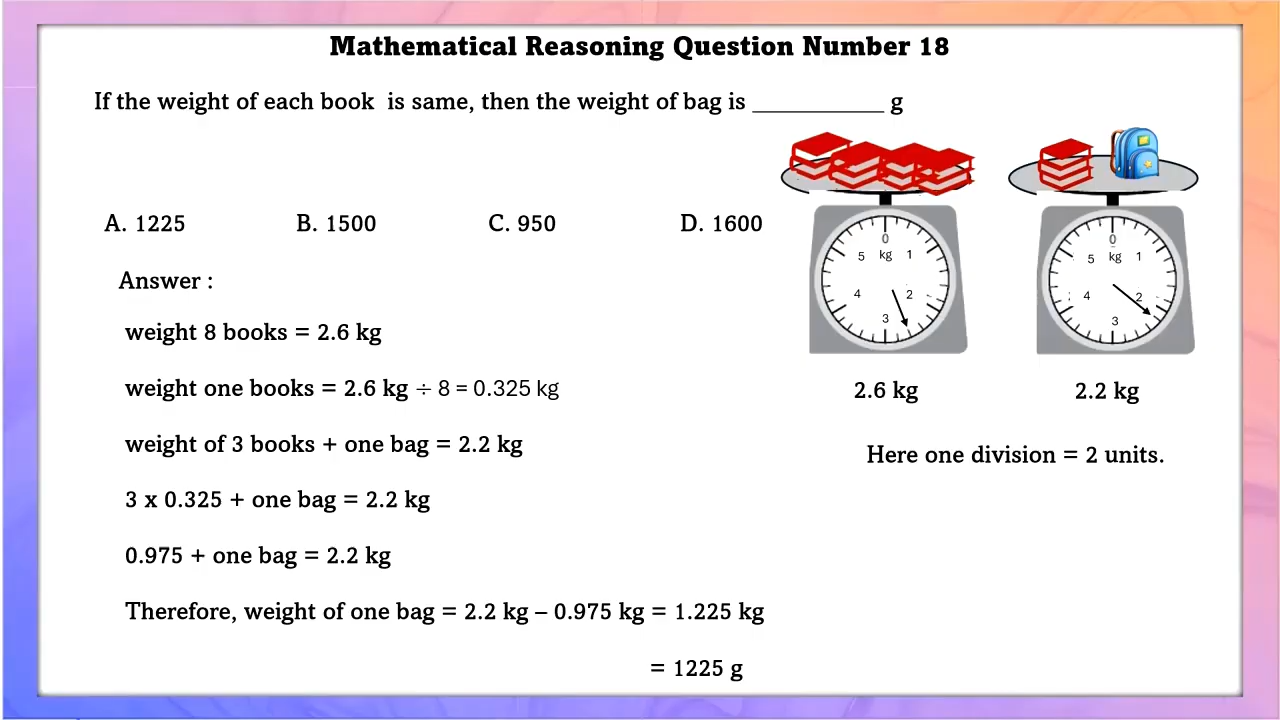 Mathematical Reasoning Question Number 18
If the weight of each book  is same, then the weight of bag is ___________ g
A. 1225 B. 1500 C. 950 D. 1600
0
5 kg 1
4 2
3
0
5 kg 1
4 2
3
Answer :
weight 8 books = 2.6 kg
weight one books = 2.6 kg ÷ 8 = 0.325 kg
2.6 kg 2.2 kg
weight of 3 books + one bag = 2.2 kg
Here one division = 2 units.
3 x 0.325 + one bag = 2.2 kg
0.975 + one bag = 2.2 kg
Therefore, weight of one bag = 2.2 kg – 0.975 kg = 1.225 kg
= 1225 g